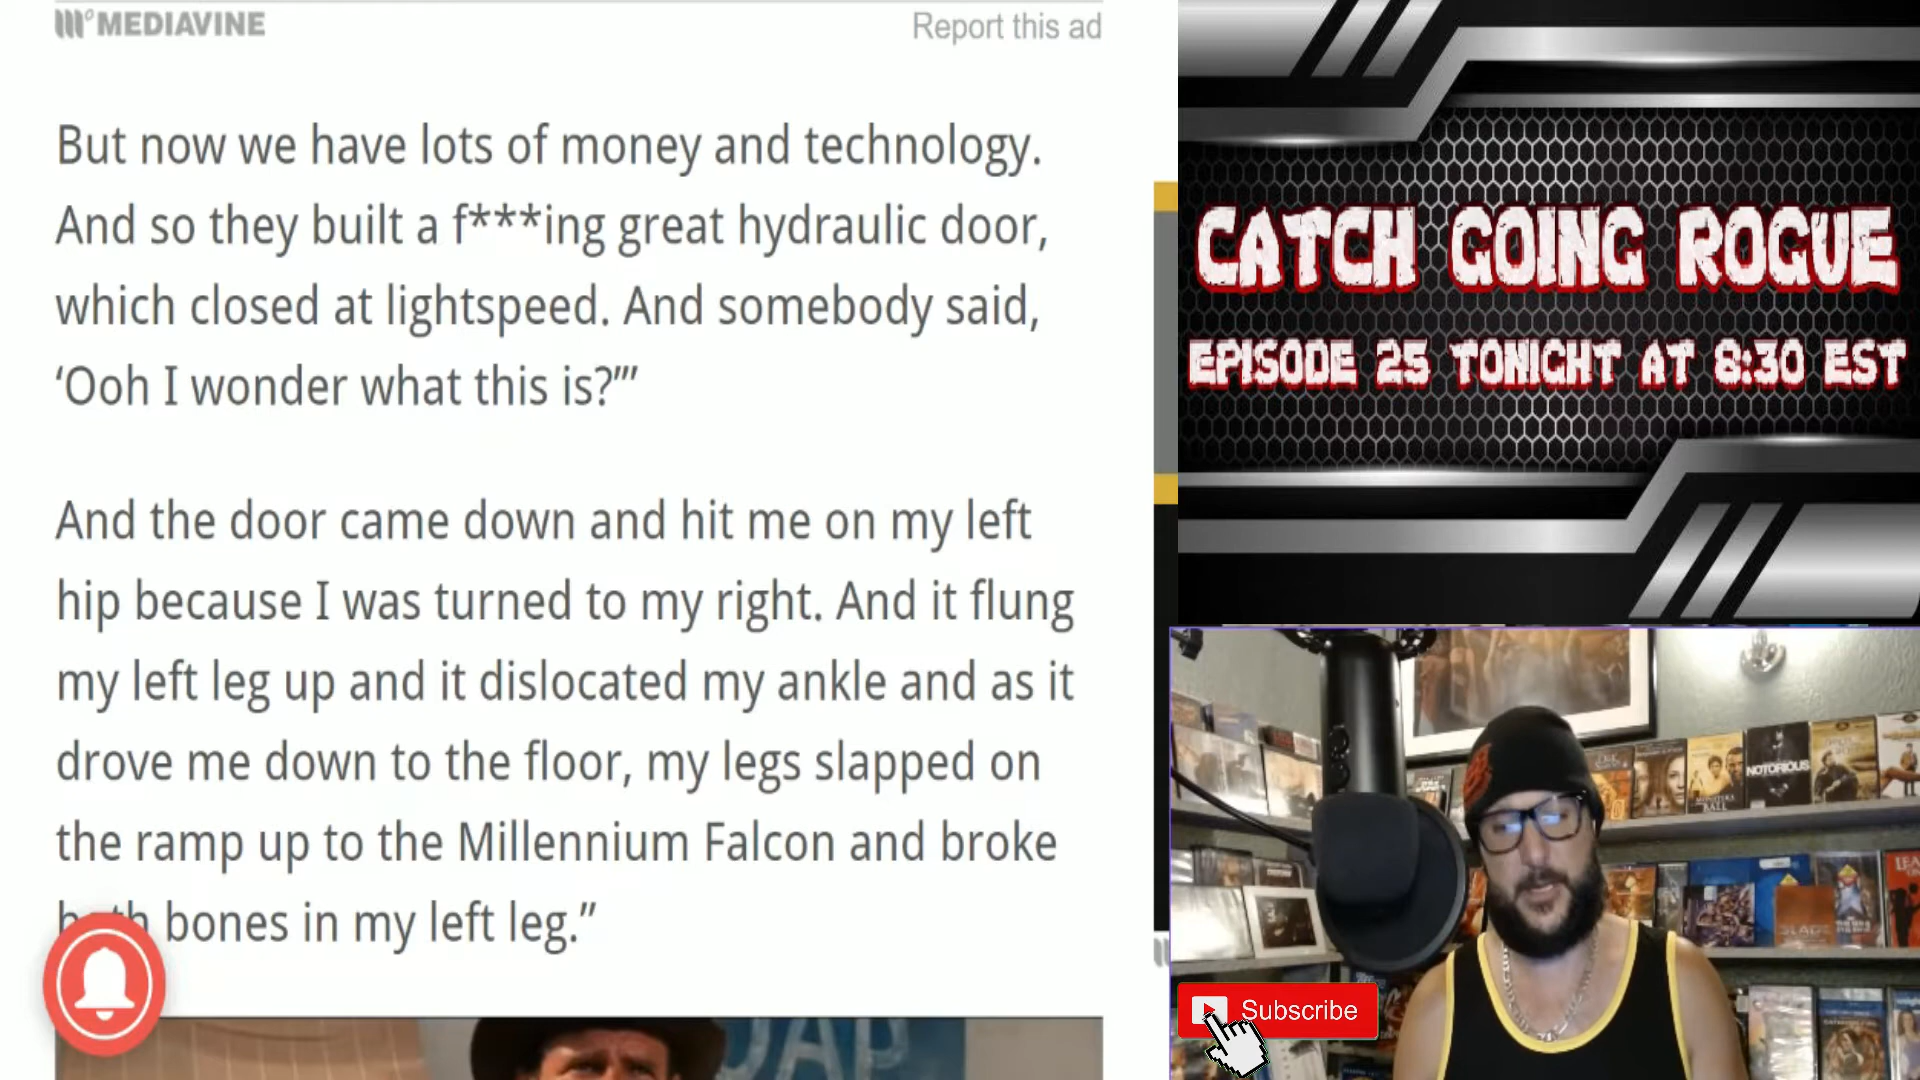 MEDIAVINE
Report this ad
But now we have lots of money and technology.
And so they built a f***ing great hydraulic door,
which closed at lightspeed. And somebody said,
‘Ooh I wonder what this is?’”
And the door came down and hit me on my left
hip because I was turned to my right. And it flung
my left leg up and it dislocated my ankle and as it
drove me down to the floor, my legs slapped on
the ramp up to the Millennium Falcon and broke
both bones in my left leg.”
CATCH GOING ROGUE
EPISODE 25 TONIGHT AT 8:30 EST
NOTORIOUS
MONSTER'S
BALL
Subscribe